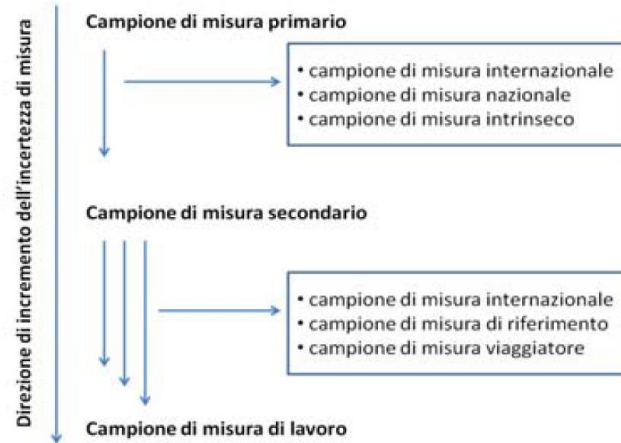 Direzione di incremento dell'incertezza di misura
Campione di misura primario
• campione di misura internazionale
• campione di misura nazionale
• campione di misura intrinseco
Campione di misura secondario
• campione di misura internazionale
• campione di misura di riferimento
• campione di misura viaggiatore
Campione di misura di lavoro